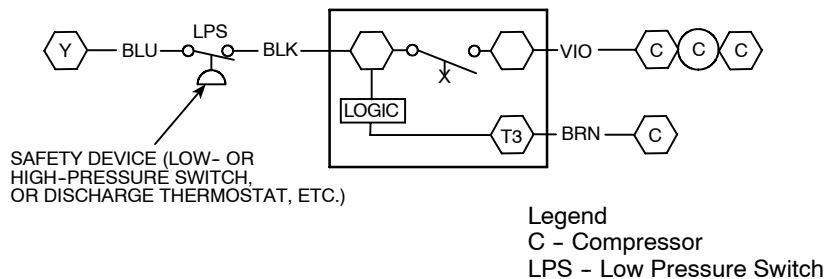 LPS
Y BLU BLK VIO C C C
X
LOGIC
T3 BRN C
SAFETY DEVICE (LOW- OR
HIGH-PRESSURE SWITCH,
OR DISCHARGE THERMOSTAT, ETC.)
Legend
C - Compressor
LPS - Low Pressure Switch